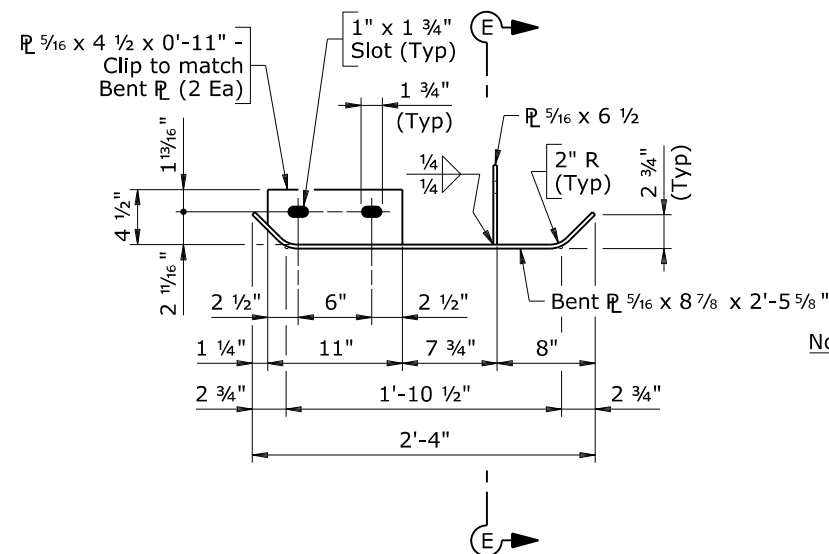 E
℄ 5/16 x 4 ½ x 0'-11" -
Clip to match
Bent ℄ (2 Ea)
1" x 1 ¾"
Slot (Typ)
1 ¾"
(Typ)
℄ 5/16 x 6 ½
2" R
(Typ)
2 ¾"
(Typ)
¼
¼
1 13/16"
4 ½"
2 11/16"
Bent ℄ 5/16 x 8 ⅞ x 2'-5 ⅝"
2 ½"
6"
2 ½"
1 ¼"
11"
7 ¾"
8"
2 ¾"
1'-10 ½"
2 ¾"
2'-4"
E